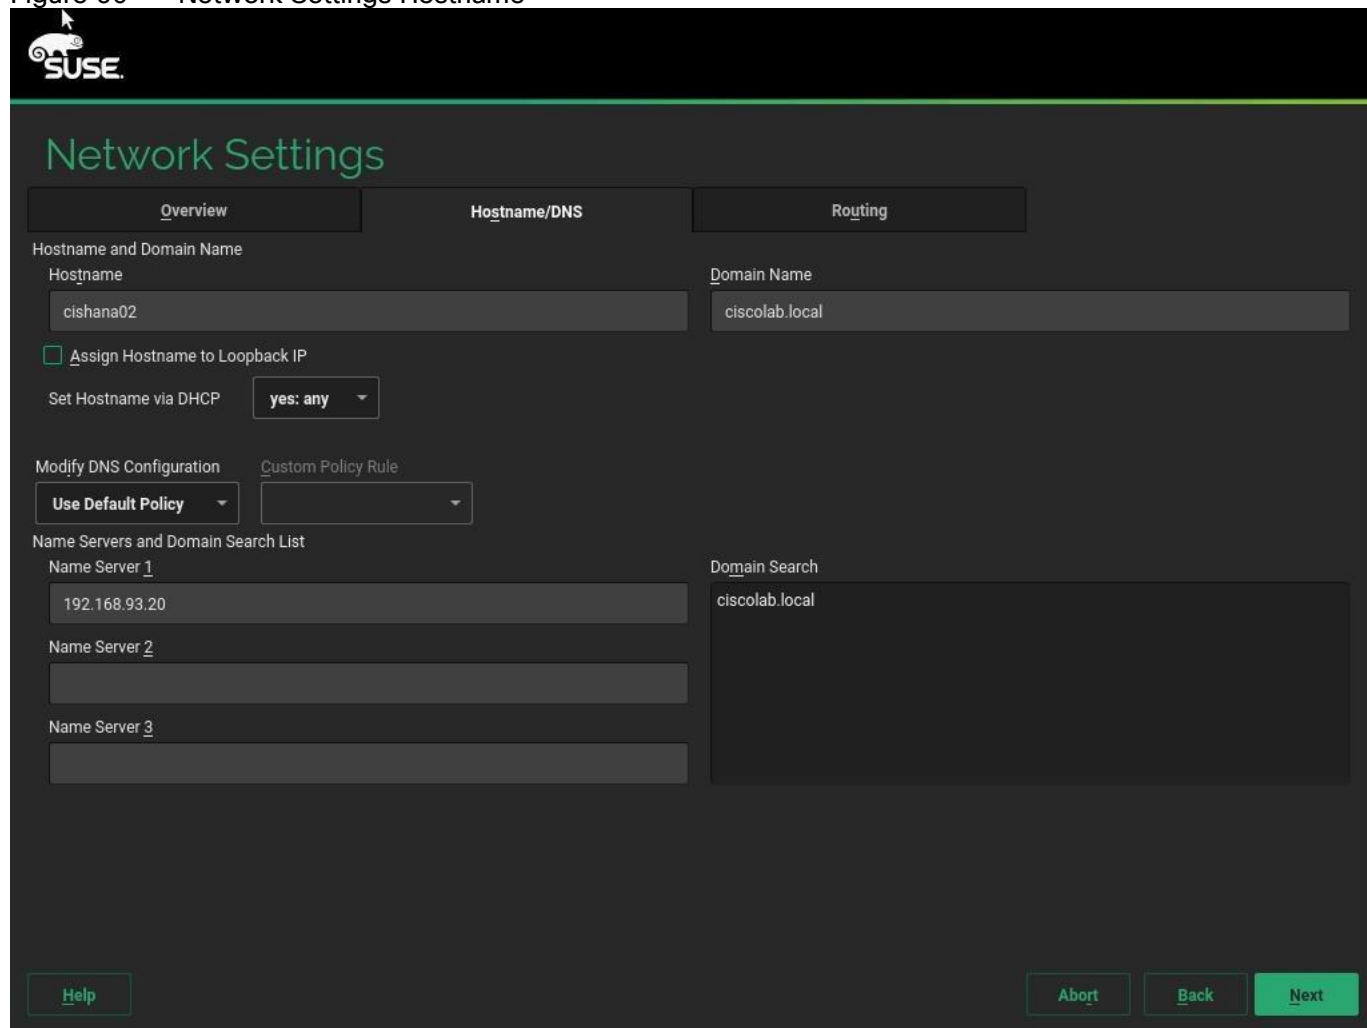 Network Settings Hostname
SUSE.
Network Settings
Overview
Hostname/DNS
Routing
Hostname and Domain Name
Hostname
Domain Name
cishana02
ciscolab.local
Assign Hostname to Loopback IP
Set Hostname via DHCP
yes: any
Modify DNS Configuration
Custom Policy Rule
Use Default Policy
Name Servers and Domain Search List
Name Server 1
Domain Search
192.168.93.20
ciscolab.local
Name Server 2
Name Server 3
Help
Abort
Back
Next